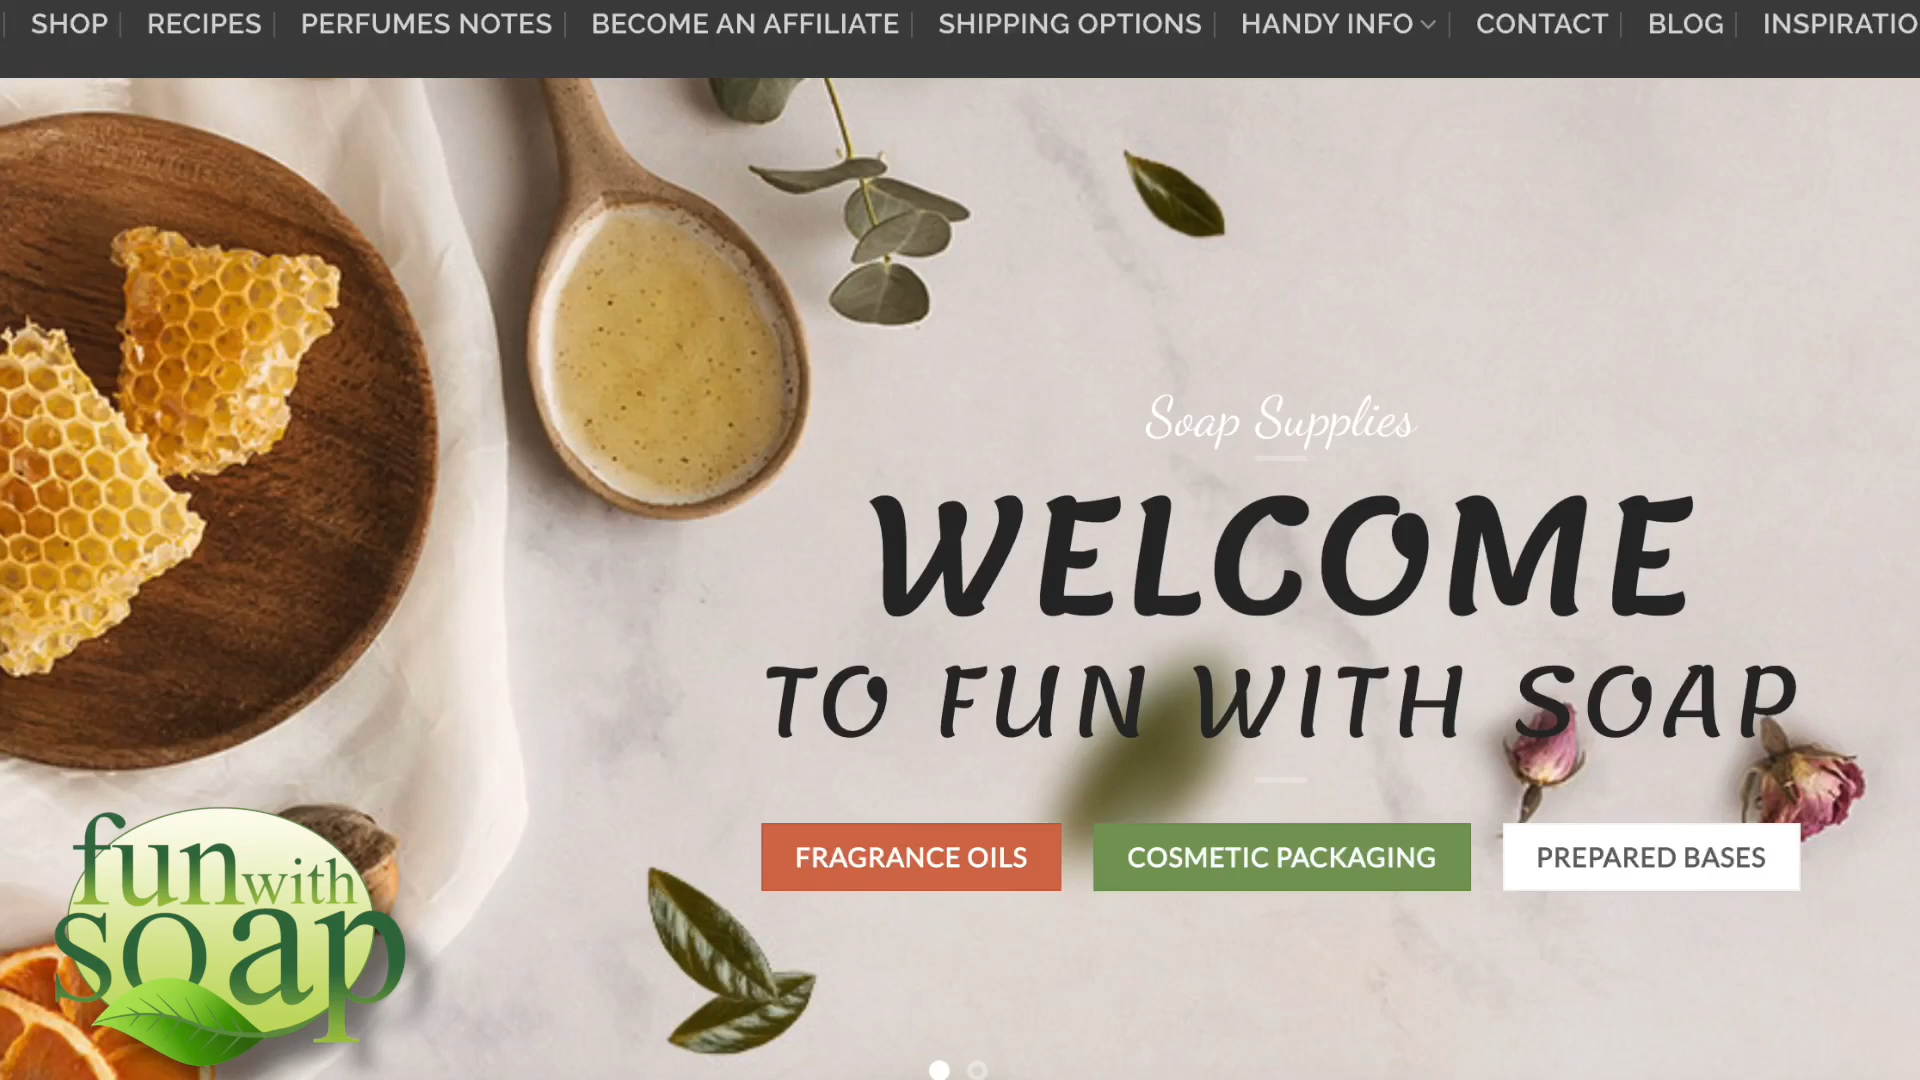 SHOP RECIPES PERFUMES NOTES BECOME AN AFFILIATE SHIPPING OPTIONS HANDY INFO CONTACT BLOG INSPIRATIO
Soap Supplies
WELCOME
TO FUN WITH SOAP
FRAGRANCE OILS COSMETIC PACKAGING PREPARED BASES
fun with
soap